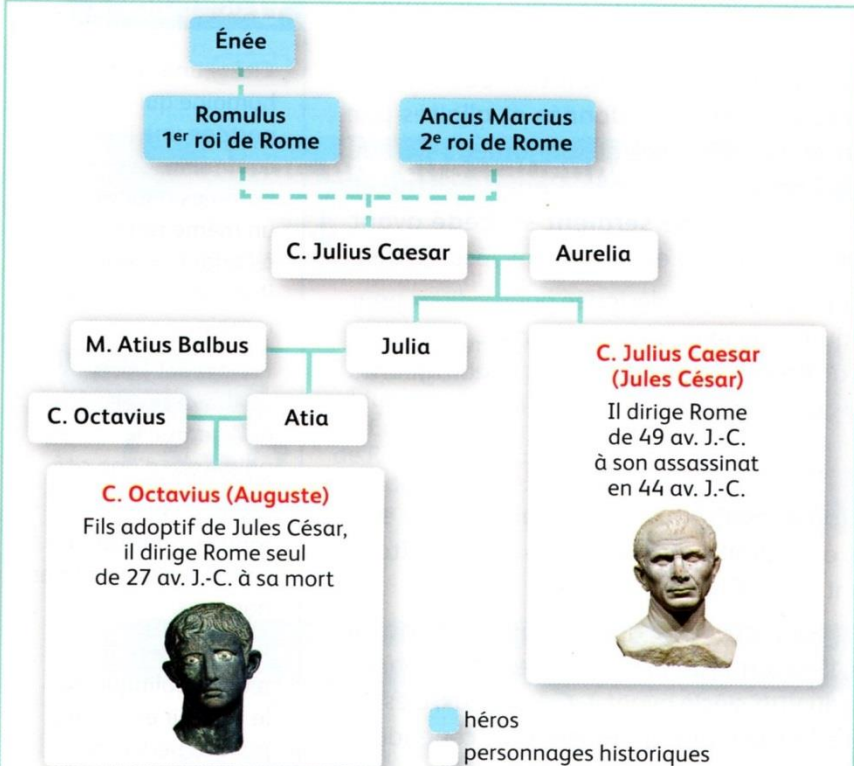 Énée
Romulus
1er roi de Rome
Ancus Marcius
2e roi de Rome
C. Julius Caesar
Aurelia
M. Atius Balbus
Julia
C. Julius Caesar
(Jules César)
Il dirige Rome
de 49 av. J.-C.
à son assassinat
en 44 av. J.-C.
C. Octavius
Atia
C. Octavius (Auguste)
Fils adoptif de Jules César,
il dirige Rome seul
de 27 av. J.-C. à sa mort
héros
personnages historiques